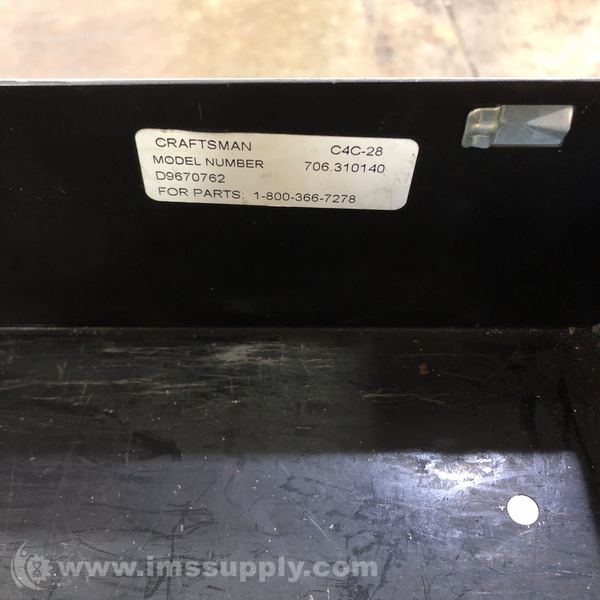 CRAFTSMAN C4C-28
MODEL NUMBER 706.310140
D9670762
FOR PARTS: 1-800-366-7278
www.imssupply.com